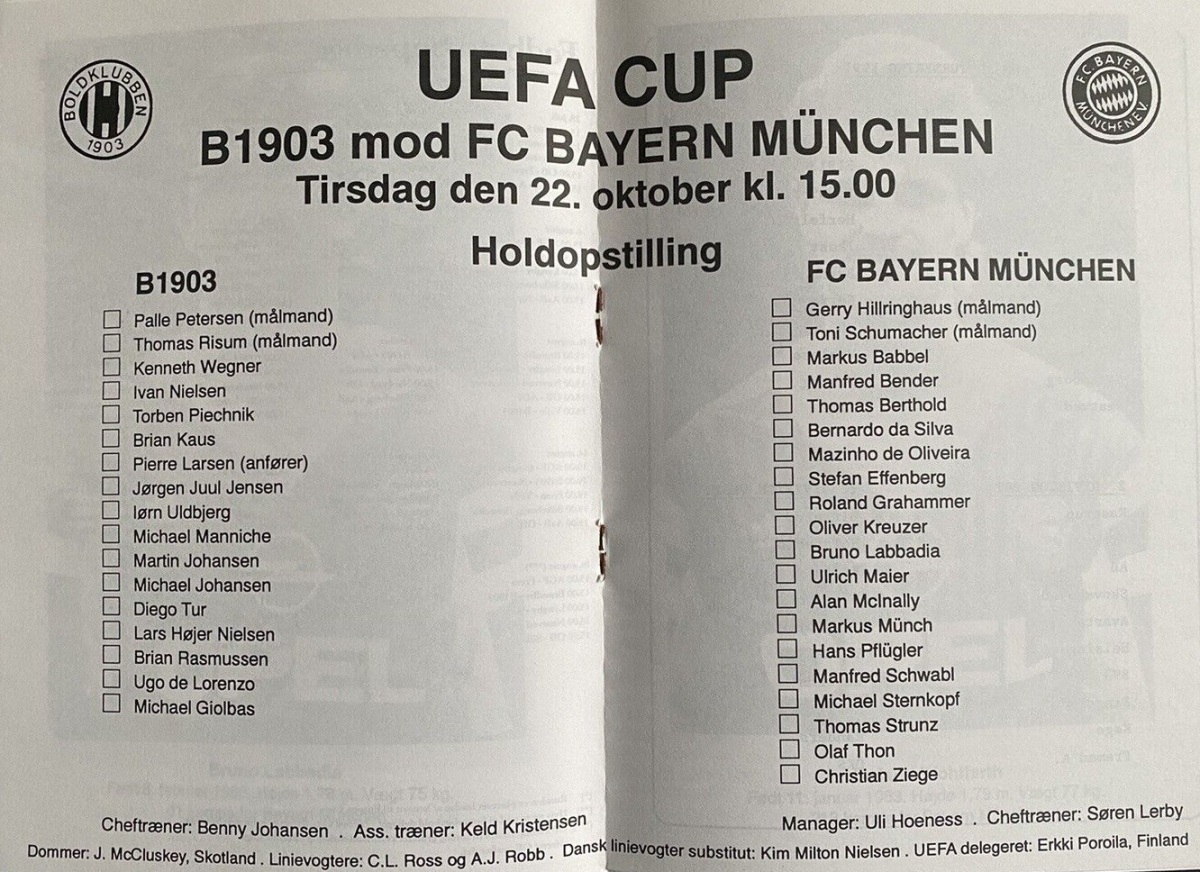 BOLDKLUBBEN
1903
F.C. BAYERN
MÜNCHEN E.V.
UEFA CUP
B1903 mod FC BAYERN MÜNCHEN
Tirsdag den 22. oktober kl. 15.00
Holdopstilling
B1903
Palle Petersen (målmand)
Thomas Risum (målmand)
Kenneth Wegner
Ivan Nielsen
Torben Piechnik
Brian Kaus
Pierre Larsen (anfører)
Jørgen Juul Jensen
Iørn Uldbjerg
Michael Manniche
Martin Johansen
Michael Johansen
Diego Tur
Lars Højer Nielsen
Brian Rasmussen
Ugo de Lorenzo
Michael Giolbas
FC BAYERN MÜNCHEN
Gerry Hillringhaus (målmand)
Toni Schumacher (målmand)
Markus Babbel
Manfred Bender
Thomas Berthold
Bernardo da Silva
Mazinho de Oliveira
Stefan Effenberg
Roland Grahammer
Oliver Kreuzer
Bruno Labbadia
Ulrich Maier
Alan McInally
Markus Münch
Hans Pflügler
Manfred Schwabl
Michael Sternkopf
Thomas Strunz
Olaf Thon
Christian Ziege
Cheftræner: Benny Johansen . Ass. træner: Keld Kristensen
Manager: Uli Hoeness . Cheftræner: Søren Lerby
Dommer: J. McCluskey, Skotland . Linievogtere: C.L. Ross og A.J. Robb . Dansk linievogter substitut: Kim Milton Nielsen . UEFA delegeret: Erkki Poroila, Finland